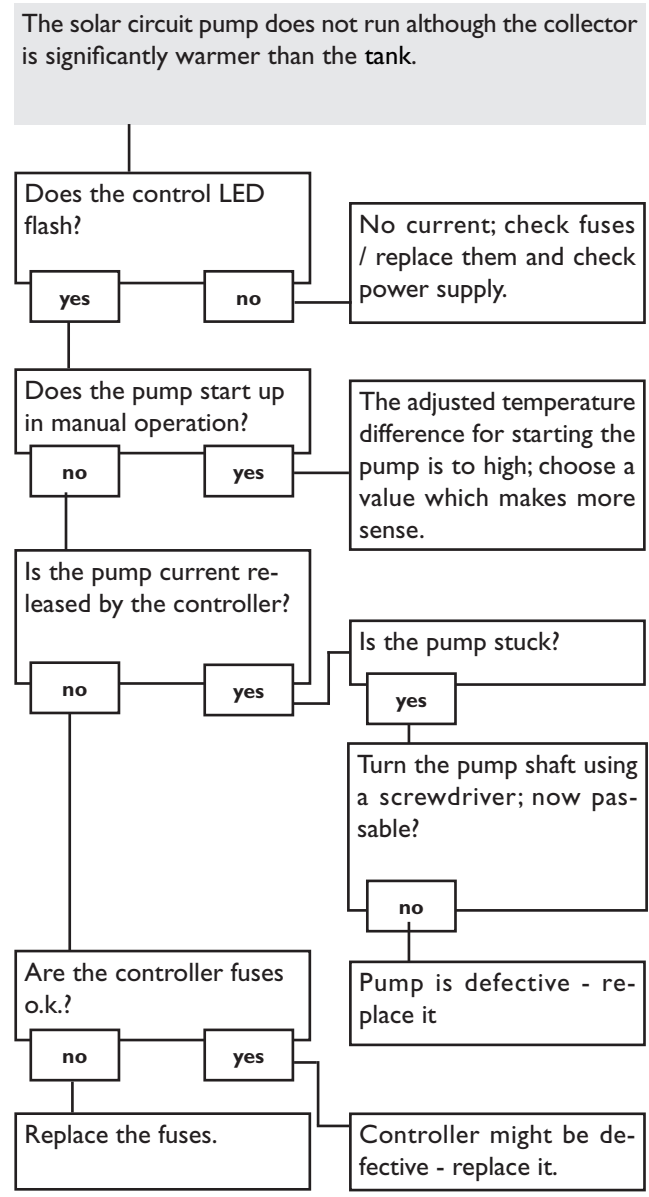 The solar circuit pump does not run although the collector
is significantly warmer than the tank.
Does the control LED
flash?
yes
no
No current; check fuses
/ replace them and check
power supply.
Does the pump start up
in manual operation?
no
yes
The adjusted temperature
difference for starting the
pump is to high; choose a
value which makes more
sense.
Is the pump current re-
leased by the controller?
no
yes
Is the pump stuck?
yes
Turn the pump shaft using
a screwdriver; now pas-
sable?
no
Pump is defective - re-
place it
Are the controller fuses
o.k.?
no
yes
Replace the fuses.
Controller might be de-
fective - replace it.